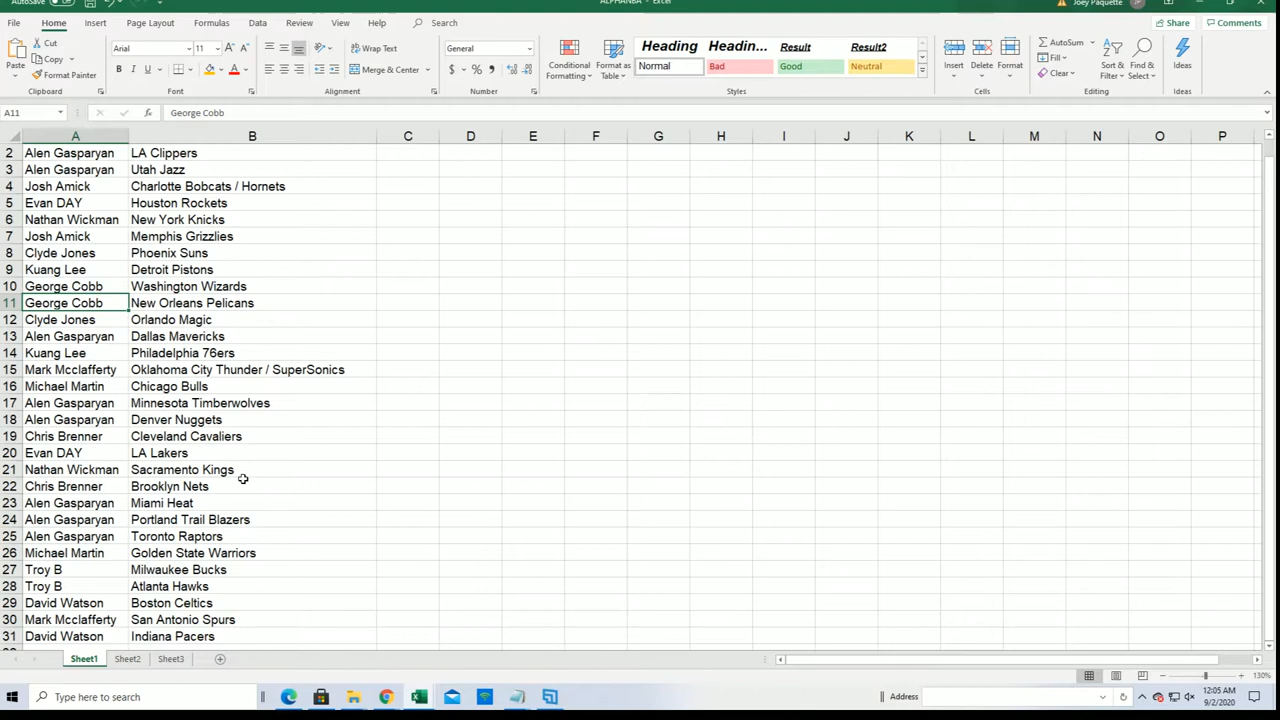 AutoSave
ALPHANBA - Excel
Joey Paquette JP
File Home Insert Page Layout Formulas Data Review View Help Search Share Comments
Paste Cut Copy Format Painter Clipboard
Arial 11 Font
Wrap Text Merge & Center Alignment
General Number
Conditional Formatting Format as Table
Heading Headin... Result Result2
Normal Bad Good Neutral Styles
Insert Delete Format Cells
AutoSum Fill Clear Sort & Filter Find & Select Editing
Ideas Ideas
A11 George Cobb
A B C D E F G H I J K L M N O P
2 Alen Gasparyan LA Clippers
3 Alen Gasparyan Utah Jazz
4 Josh Amick Charlotte Bobcats / Hornets
5 Evan DAY Houston Rockets
6 Nathan Wickman New York Knicks
7 Josh Amick Memphis Grizzlies
8 Clyde Jones Phoenix Suns
9 Kuang Lee Detroit Pistons
10 George Cobb Washington Wizards
11 George Cobb New Orleans Pelicans
12 Clyde Jones Orlando Magic
13 Alen Gasparyan Dallas Mavericks
14 Kuang Lee Philadelphia 76ers
15 Mark Mcclafferty Oklahoma City Thunder / SuperSonics
16 Michael Martin Chicago Bulls
17 Alen Gasparyan Minnesota Timberwolves
18 Alen Gasparyan Denver Nuggets
19 Chris Brenner Cleveland Cavaliers
20 Evan DAY LA Lakers
21 Nathan Wickman Sacramento Kings
22 Chris Brenner Brooklyn Nets
23 Alen Gasparyan Miami Heat
24 Alen Gasparyan Portland Trail Blazers
25 Alen Gasparyan Toronto Raptors
26 Michael Martin Golden State Warriors
27 Troy B Milwaukee Bucks
28 Troy B Atlanta Hawks
29 David Watson Boston Celtics
30 Mark Mcclafferty San Antonio Spurs
31 David Watson Indiana Pacers
Sheet1 Sheet2 Sheet3
130%
Type here to search
Address
12:05 AM
9/2/2020